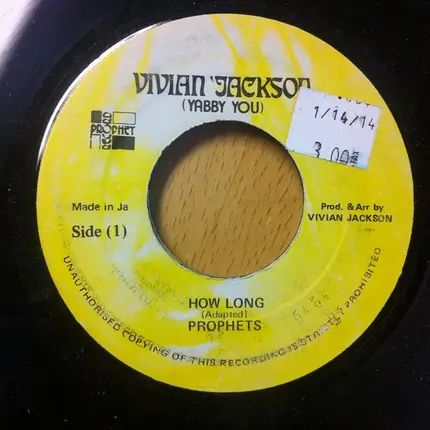 VIVIAN JACKSON
(YABBY YOU)
PROPHET
RECORD
1/14/14
3.00
Made in Ja
Side (1)
Prod. & Arr by
VIVIAN JACKSON
HOW LONG
(Adapted)
PROPHETS
UNAUTHORISED COPYING OF THIS RECORDING IS STRICTLY PROHIBITED